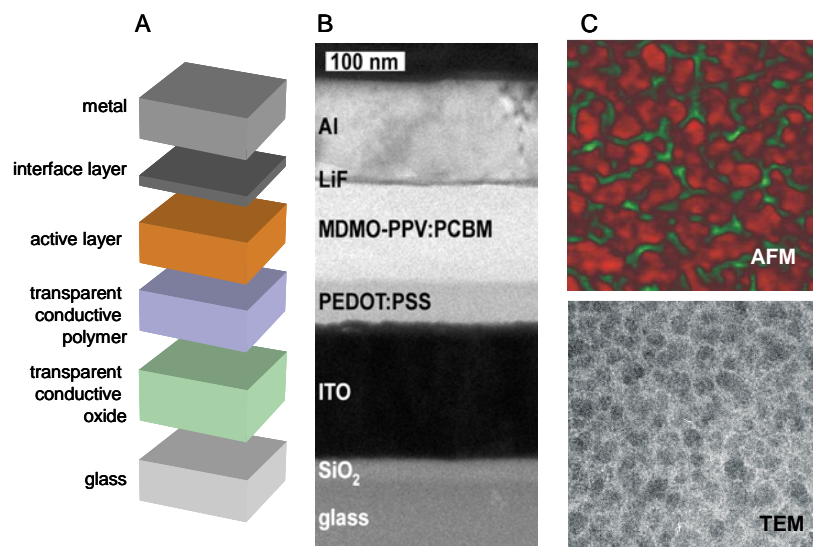 A
metal
interface layer
active layer
transparent
conductive
polymer
transparent
conductive
oxide
glass
B
100 nm
Al
LiF
MDMO-PPV:PCBM
PEDOT:PSS
ITO
SiO₂
glass
C
AFM
TEM